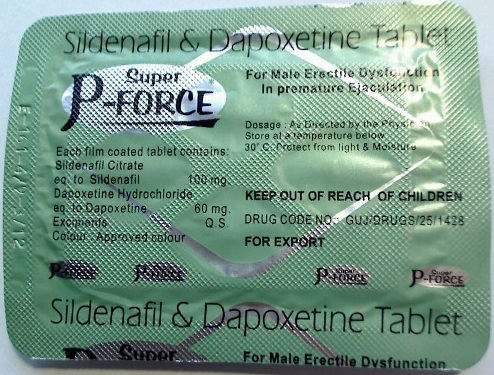 Sildenafil & Dapoxetine Tablet
Super
P-FORCE
For Male Erectile Dysfunction
In premature Ejaculation
Dosage : As Directed by the
Store at a temperature below
30° C. Protect from light & Moisture
Each film coated tablet contains:
Sildenafil Citrate
eq. to Sildenafil 100 mg.
Dapoxetine Hydrochloride
eq. to Dapoxetine 60 mg.
Excipients Q.S.
Colour : Approved colour
KEEP OUT OF REACH OF CHILDREN
DRUG CODE NO.: GUJ/DRUGS/25/1428
FOR EXPORT
P-FORCE
P-FORCE
Super
P-FORCE
Super
P-FORCE
Sildenafil & Dapoxetine Tablet
Super
For Male Erectile Dysfunction